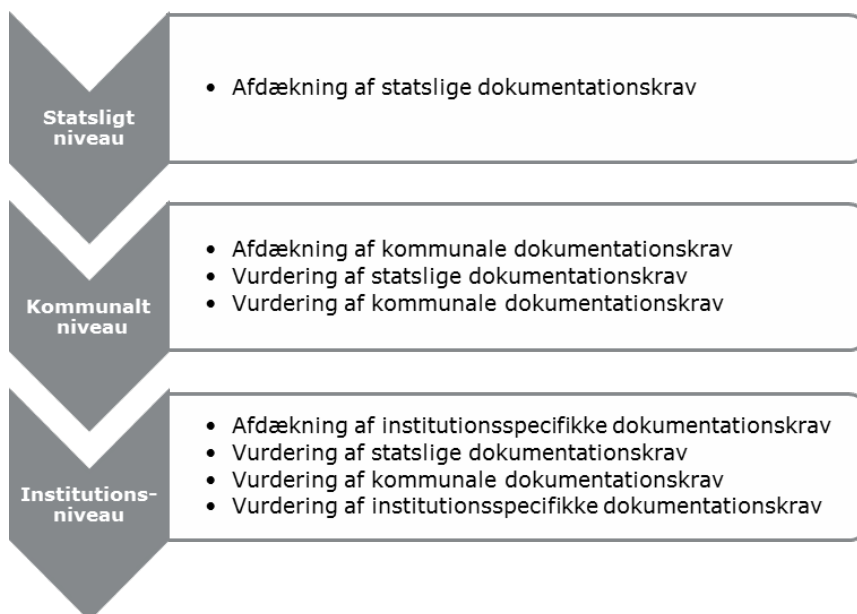 Statsligt
niveau
• Afdækning af statslige dokumentationskrav
Kommunalt
niveau
• Afdækning af kommunale dokumentationskrav
• Vurdering af statslige dokumentationskrav
• Vurdering af kommunale dokumentationskrav
Institutions-
niveau
• Afdækning af institutionsspecifikke dokumentationskrav
• Vurdering af statslige dokumentationskrav
• Vurdering af kommunale dokumentationskrav
• Vurdering af institutionsspecifikke dokumentationskrav